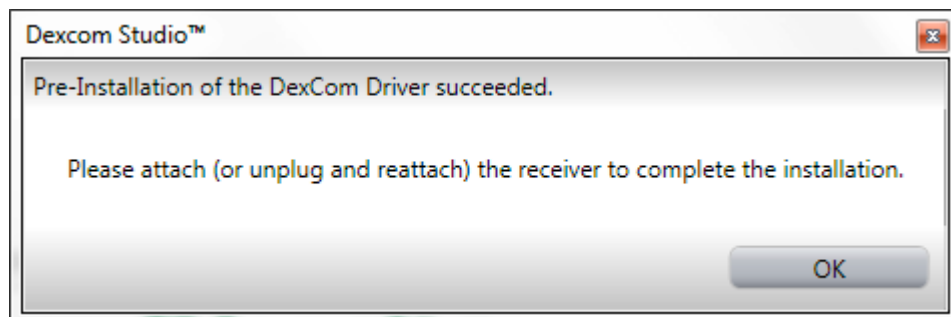 Dexcom Studio™
Pre-Installation of the DexCom Driver succeeded.
Please attach (or unplug and reattach) the receiver to complete the installation.
OK